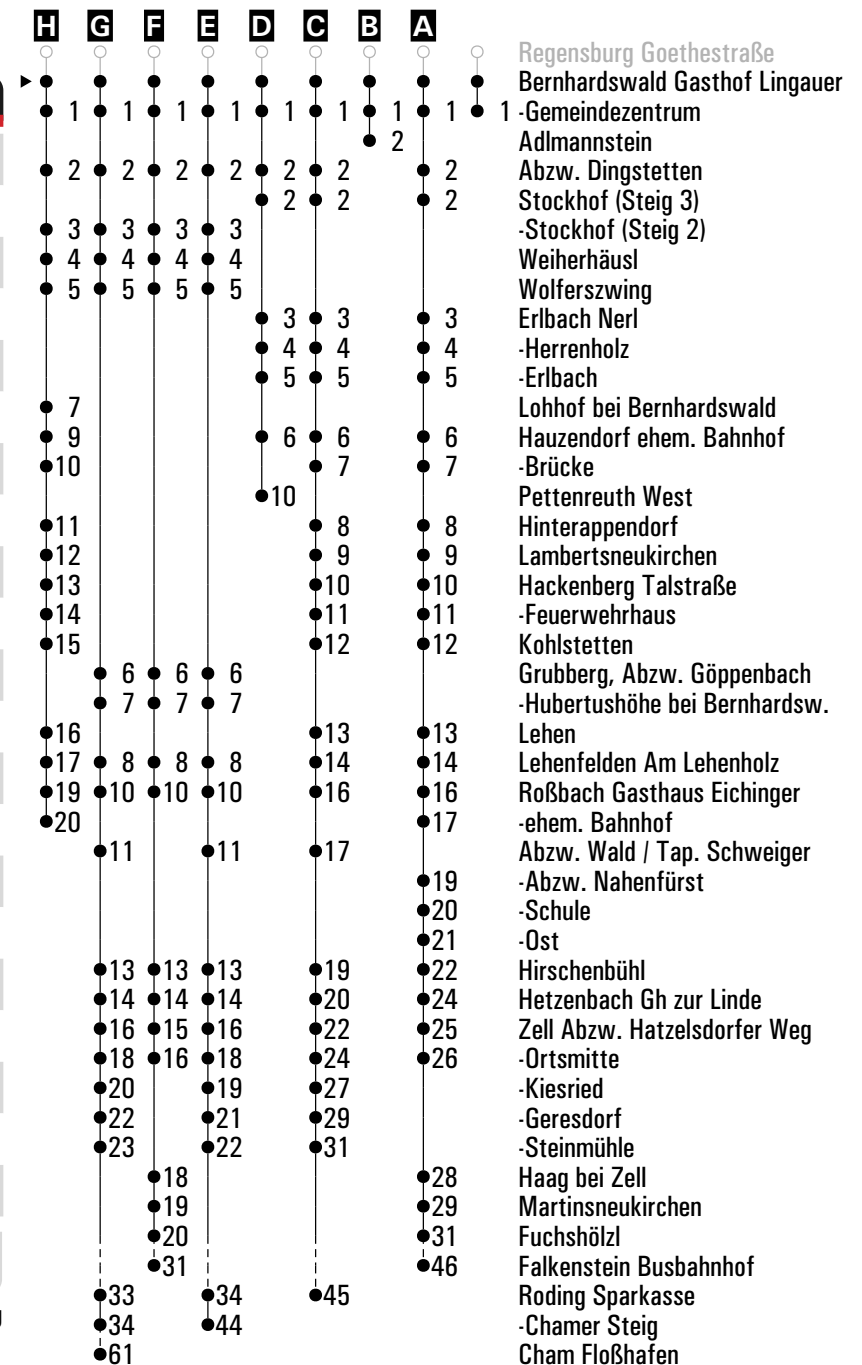 H G F E D C B A
Regensburg Goethestraße
Bernhardswald Gasthof Lingauer
1 1 1 1 1 1 1 1 1 -Gemeindezentrum
2 Adlmannstein
2 2 2 2 2 2 2 Abzw. Dingstetten
2 2 2 Stockhof (Steig 3)
3 3 3 3 -Stockhof (Steig 2)
4 4 4 4 Weiherhäusl
5 5 5 5 Wolferszwing
3 3 3 Erlbach Nerl
4 4 4 -Herrenholz
5 5 5 -Erlbach
7 Lohhof bei Bernhardswald
9 6 6 6 Hauzendorf ehem. Bahnhof
10 7 7 -Brücke
10 Pettenreuth West
11 8 8 Hinterappendorf
12 9 9 Lambertsneukirchen
13 10 10 Hackenberg Talstraße
14 11 11 -Feuerwehrhaus
15 12 12 Kohlstetten
6 6 6 Grubberg, Abzw. Göppenbach
7 7 7 -Hubertushöhe bei Bernhardsw.
16 13 13 Lehen
17 8 8 8 14 14 Lehenfelden Am Lehenholz
19 10 10 10 16 16 Roßbach Gasthaus Eichinger
20 17 -ehem. Bahnhof
11 11 17 Abzw. Wald / Tap. Schweiger
19 -Abzw. Nahenfürst
20 -Schule
21 -Ost
13 13 13 19 22 Hirschenbühl
14 14 14 20 24 Hetzenbach Gh zur Linde
16 15 16 22 25 Zell Abzw. Hatzelsdorfer Weg
18 16 18 24 26 -Ortsmitte
20 19 27 -Kiesried
22 21 29 -Geresdorf
23 22 31 -Steinmühle
18 28 Haag bei Zell
19 29 Martinsneukirchen
20 31 Fuchshölzl
31 46 Falkenstein Busbahnhof
33 34 45 Roding Sparkasse
34 44 -Chamer Steig
61 Cham Floßhafen